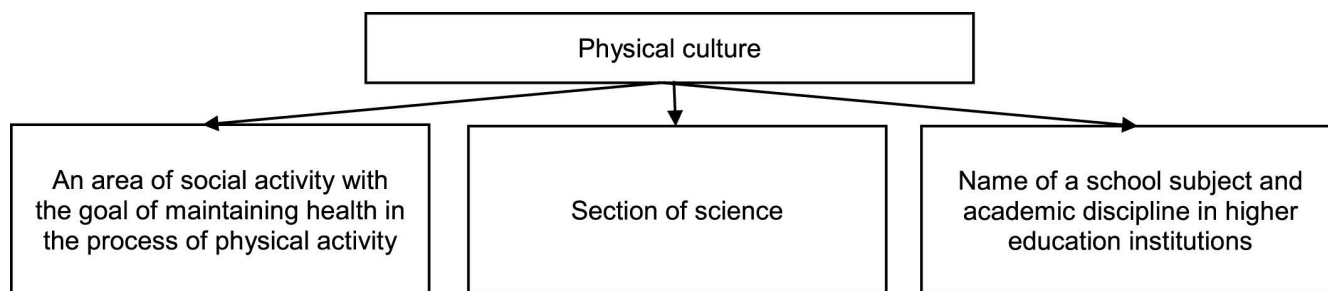 Physical culture
An area of social activity with
the goal of maintaining health in
the process of physical activity
Section of science
Name of a school subject and
academic discipline in higher
education institutions